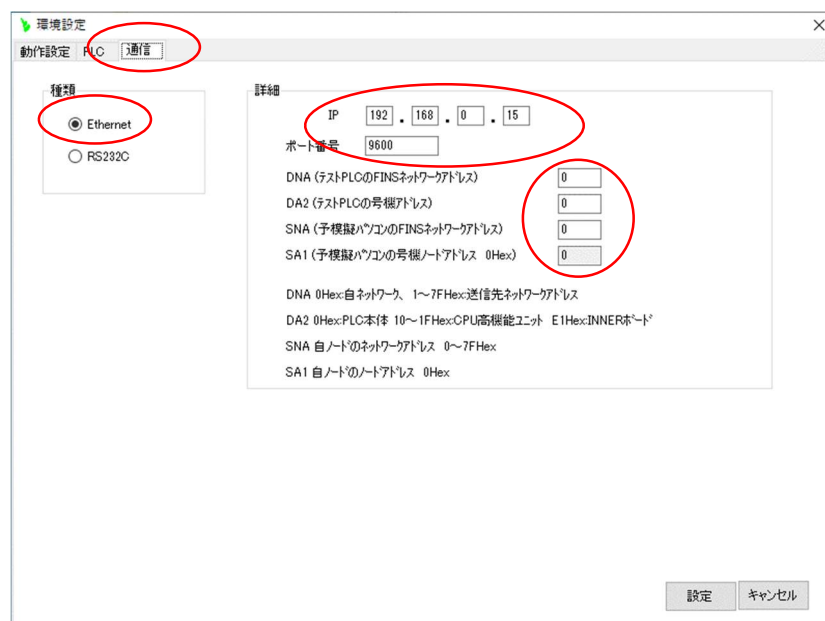 環境設定
動作設定 PLC 通信
種類
Ethernet
RS232C
詳細
IP 192 . 168 . 0 . 15
ポート番号 9600
DNA (テストPLCのFINSネットワークアドレス) 0
DA2 (テストPLCの号機アドレス) 0
SNA (予模擬パソコンのFINSネットワークアドレス) 0
SA1 (予模擬パソコンの号機ノードアドレス 0Hex) 0
DNA 0Hex:自ネットワーク、 1～7FHex:送信先ネットワークアドレス
DA2 0Hex:PLC本体 10～1FHex:CPU高機能ユニット E1Hex:INNERボード
SNA 自ノードのネットワークアドレス 0～7FHex
SA1 自ノードのノードアドレス 0Hex
設定 キャンセル